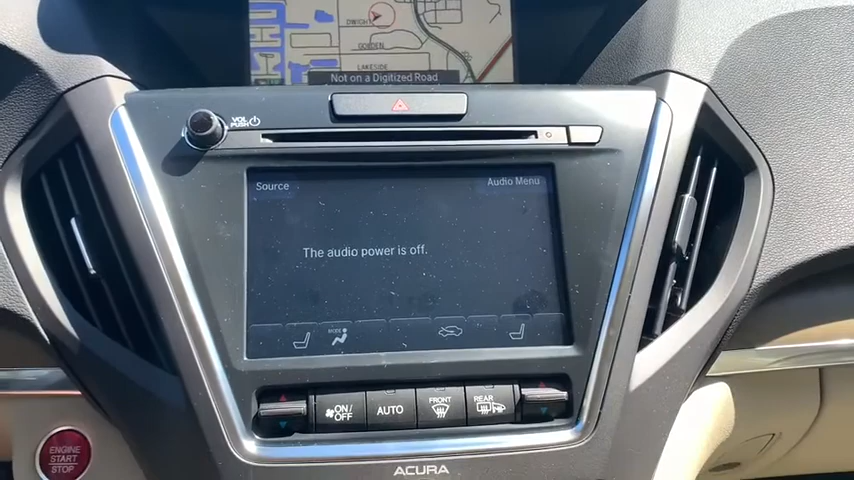 DWIGHT
GORDEN
LAKESIDE
Not on a Digitized Road
VOL
PUSH
Source
Audio Menu
The audio power is off.
MODE
ON/
OFF
AUTO
FRONT
REAR
ENGINE
START
STOP
ACURA